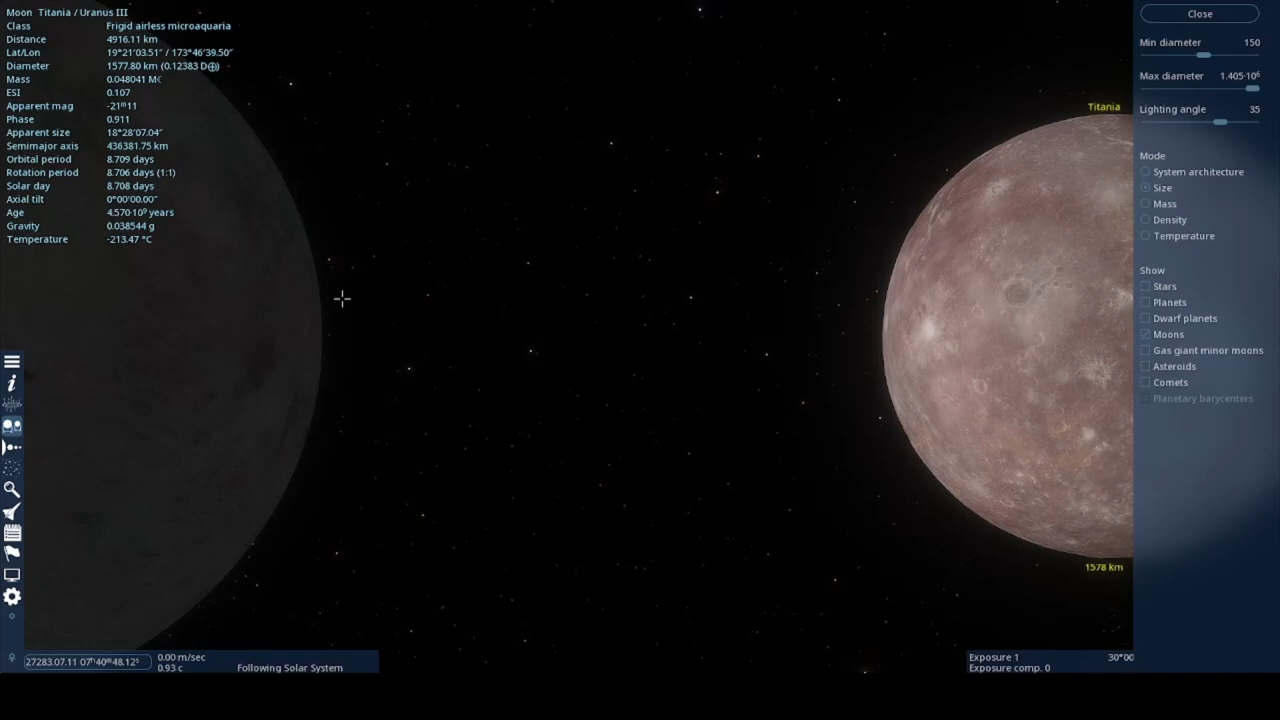 Moon Titania / Uranus III
Class Frigid airless microaquaria
Distance 4916.11 km
Lat/Lon 19°21'03.51" / 173°46'39.50"
Diameter 1577.80 km (0.12383 D⊕)
Mass 0.048041 M☾
ESI 0.107
Apparent mag -21ᵐ11
Phase 0.911
Apparent size 18°28'07.04"
Semimajor axis 436381.75 km
Orbital period 8.709 days
Rotation period 8.706 days (1:1)
Solar day 8.708 days
Axial tilt 0°00'00.00"
Age 4.570·10⁹ years
Gravity 0.038544 g
Temperature -213.47 °C
Titania
1578 km
Close
Min diameter 150
Max diameter 1.405·10⁶
Lighting angle 35
Mode
System architecture
Size
Mass
Density
Temperature
Show
Stars
Planets
Dwarf planets
Moons
Gas giant minor moons
Asteroids
Comets
Planetary barycenters
27283.07.11 07ʰ40ᵐ48.12ˢ
0.00 m/sec
0.93 c Following Solar System
Exposure 1 30°00
Exposure comp. 0